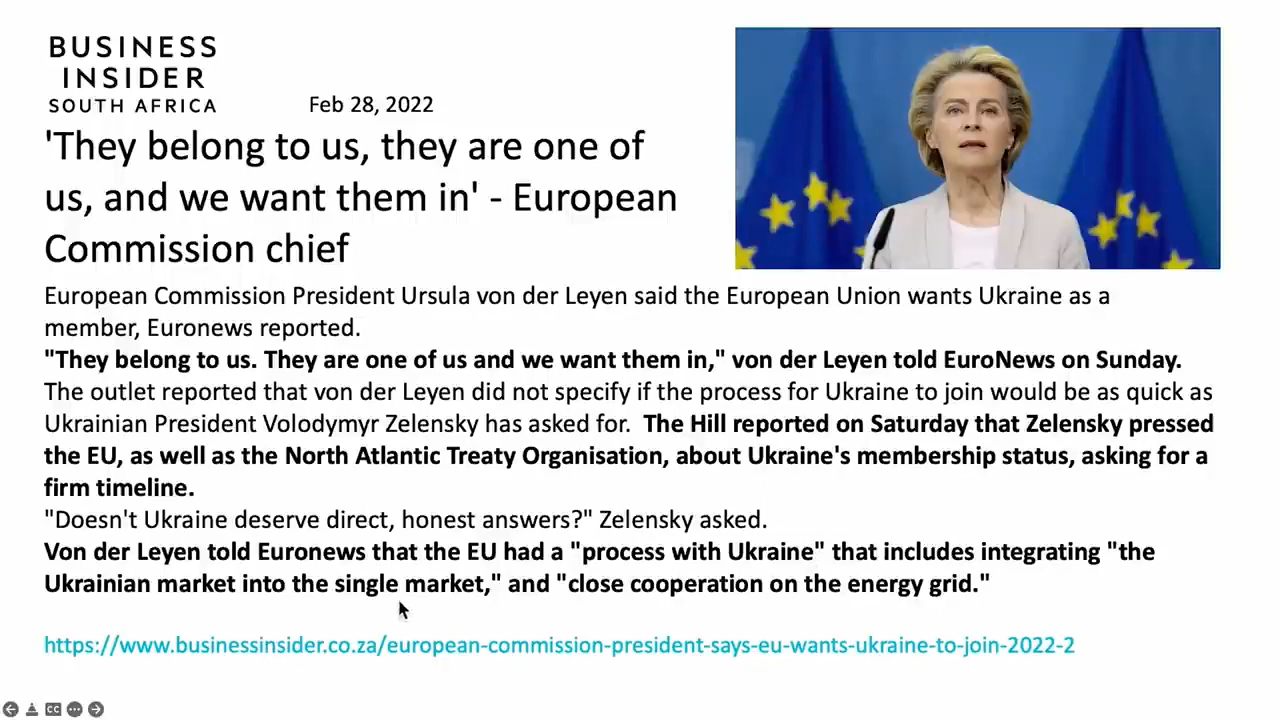 BUSINESS
INSIDER
SOUTH AFRICA
Feb 28, 2022
'They belong to us, they are one of
us, and we want them in' - European
Commission chief
European Commission President Ursula von der Leyen said the European Union wants Ukraine as a
member, Euronews reported.
"They belong to us. They are one of us and we want them in," von der Leyen told EuroNews on Sunday.
The outlet reported that von der Leyen did not specify if the process for Ukraine to join would be as quick as
Ukrainian President Volodymyr Zelensky has asked for.  The Hill reported on Saturday that Zelensky pressed
the EU, as well as the North Atlantic Treaty Organisation, about Ukraine's membership status, asking for a
firm timeline.
"Doesn't Ukraine deserve direct, honest answers?" Zelensky asked.
Von der Leyen told Euronews that the EU had a "process with Ukraine" that includes integrating "the
Ukrainian market into the single market," and "close cooperation on the energy grid."
https://www.businessinsider.co.za/european-commission-president-says-eu-wants-ukraine-to-join-2022-2
CC